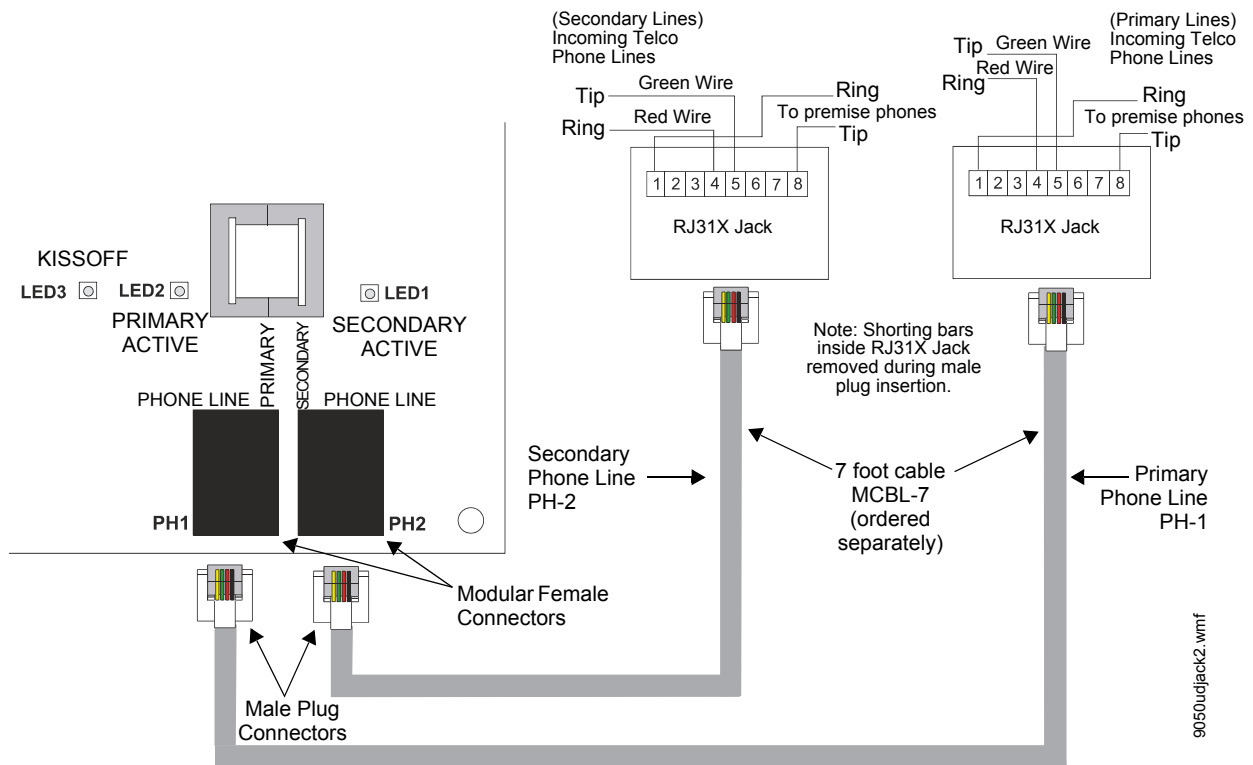 (Secondary Lines)
Incoming Telco
Phone Lines
Tip
Green Wire
Ring
Red Wire
Ring
To premise phones
Tip
1 2 3 4 5 6 7 8
RJ31X Jack
(Primary Lines)
Incoming Telco
Phone Lines
Tip
Green Wire
Ring
Red Wire
Ring
To premise phones
Tip
1 2 3 4 5 6 7 8
RJ31X Jack
KISSOFF
LED3
LED2
PRIMARY
ACTIVE
LED1
SECONDARY
ACTIVE
PRIMARY
SECONDARY
PHONE LINE
PHONE LINE
PH1
PH2
Note: Shorting bars
inside RJ31X Jack
removed during male
plug insertion.
Secondary
Phone Line
PH-2
7 foot cable
MCBL-7
(ordered
separately)
Primary
Phone Line
PH-1
Modular Female
Connectors
Male Plug
Connectors
9050udjack2.wmf